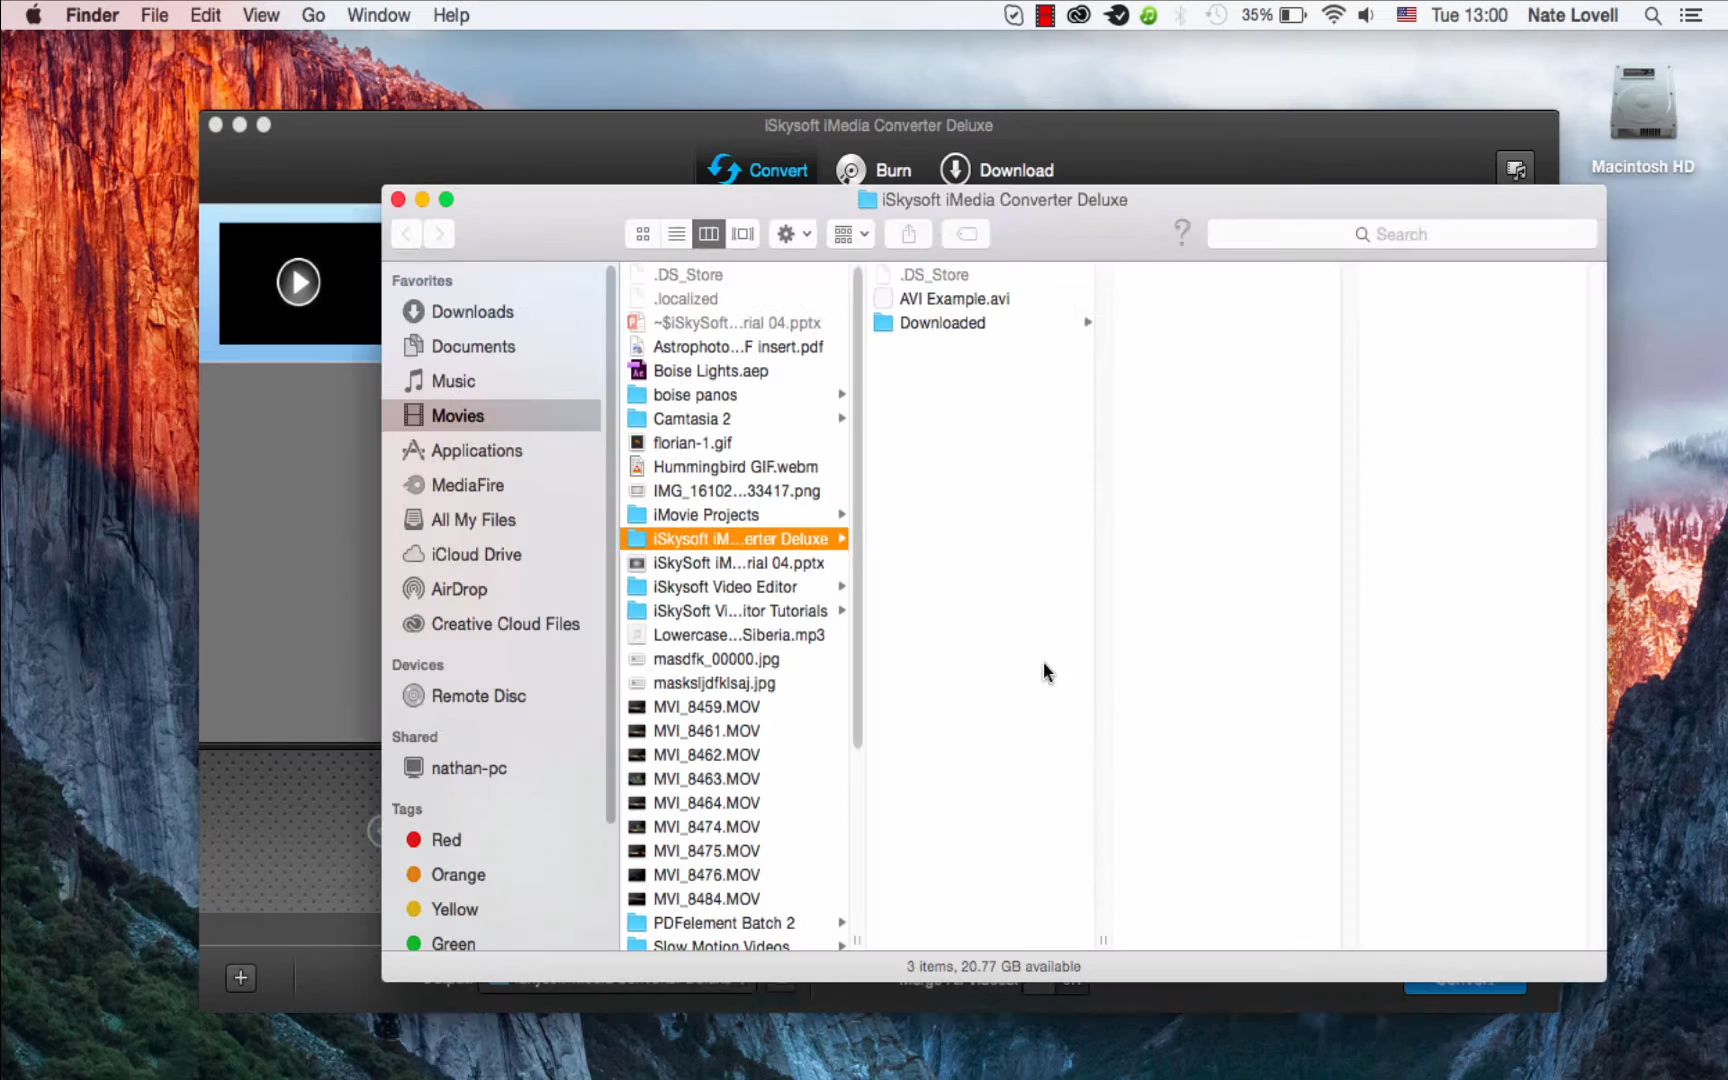 Finder File Edit View Go Window Help 35% Tue 13:00 Nate Lovell
Macintosh HD
iSkysoft iMedia Converter Deluxe
Convert Burn Download
iSkysoft iMedia Converter Deluxe
? Search
Favorites
Downloads
Documents
Music
Movies
Applications
MediaFire
All My Files
iCloud Drive
AirDrop
Creative Cloud Files
Devices
Remote Disc
Shared
nathan-pc
Tags
Red
Orange
Yellow
Green
.DS_Store
.localized
~$iSkySoft...rial 04.pptx
Astrophoto...F insert.pdf
Boise Lights.aep
boise panos
Camtasia 2
florian-1.gif
Hummingbird GIF.webm
IMG_16102...33417.png
iMovie Projects
iSkysoft iM...erter Deluxe
iSkySoft iM...rial 04.pptx
iSkysoft Video Editor
iSkySoft Vi...itor Tutorials
Lowercase...Siberia.mp3
masdfk_00000.jpg
masksljdfklsaj.jpg
MVI_8459.MOV
MVI_8461.MOV
MVI_8462.MOV
MVI_8463.MOV
MVI_8464.MOV
MVI_8474.MOV
MVI_8475.MOV
MVI_8476.MOV
MVI_8484.MOV
PDFelement Batch 2
Slow Motion Videos
.DS_Store
AVI Example.avi
Downloaded
3 items, 20.77 GB available